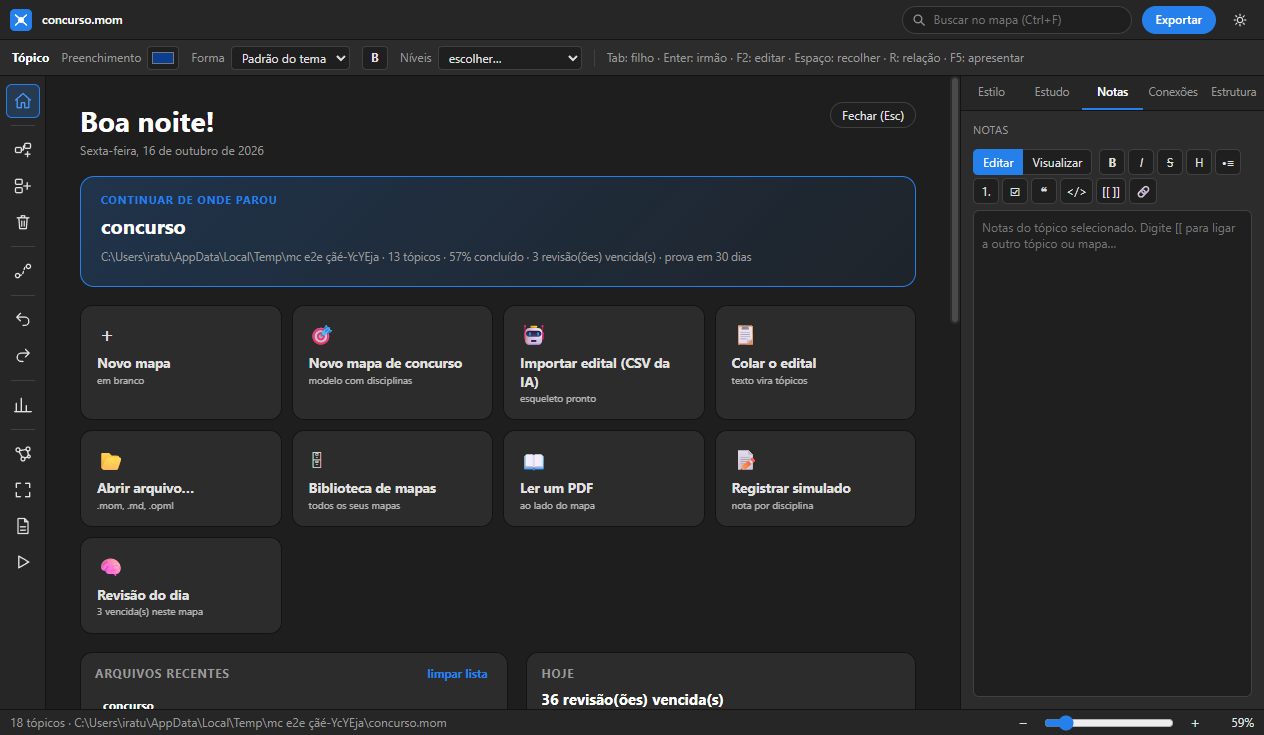 concurso.mom
Buscar no mapa (Ctrl+F)
Exportar
Tópico Preenchimento Forma Padrão do tema B Níveis escolher... Tab: filho · Enter: irmão · F2: editar · Espaço: recolher · R: relação · F5: apresentar
Boa noite!
Sexta-feira, 16 de outubro de 2026
Fechar (Esc)
CONTINUAR DE ONDE PAROU
concurso
C:\Users\iratu\AppData\Local\Temp\mc e2e çãé-YcYEja · 13 tópicos · 57% concluído · 3 revisão(ões) vencida(s) · prova em 30 dias
+
Novo mapa
em branco
Novo mapa de concurso
modelo com disciplinas
Importar edital (CSV da
IA)
esqueleto pronto
Colar o edital
texto vira tópicos
Abrir arquivo...
.mom, .md, .opml
Biblioteca de mapas
todos os seus mapas
Ler um PDF
ao lado do mapa
Registrar simulado
nota por disciplina
Revisão do dia
3 vencida(s) neste mapa
ARQUIVOS RECENTES
limpar lista
concurso
HOJE
36 revisão(ões) vencida(s)
Estilo Estudo Notas Conexões Estrutura
NOTAS
Editar Visualizar B I S H •≡
1. ☑ ❝ </> [[ ]]
Notas do tópico selecionado. Digite [[ para ligar
a outro tópico ou mapa...
18 tópicos · C:\Users\iratu\AppData\Local\Temp\mc e2e çãé-YcYEja\concurso.mom
− + 59%